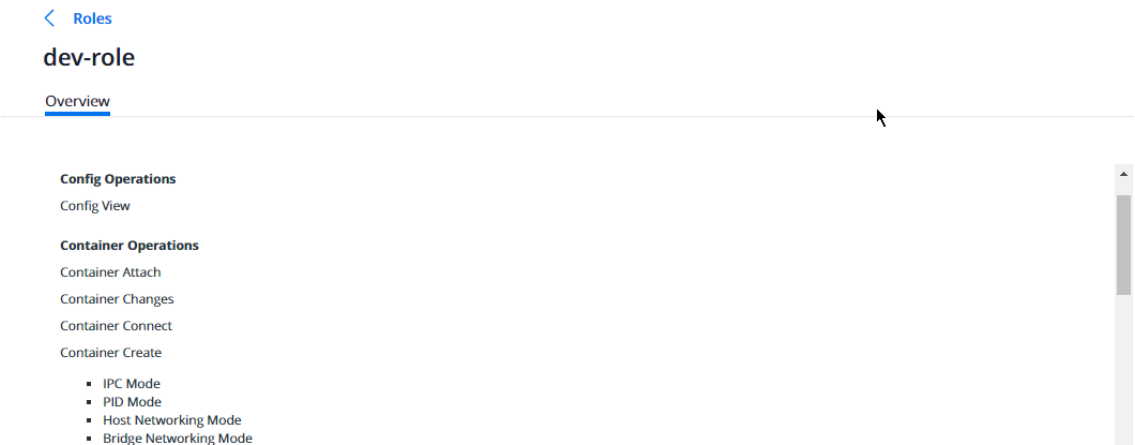 Roles
dev-role
Overview
Config Operations
Config View
Container Operations
Container Attach
Container Changes
Container Connect
Container Create
IPC Mode
PID Mode
Host Networking Mode
Bridge Networking Mode